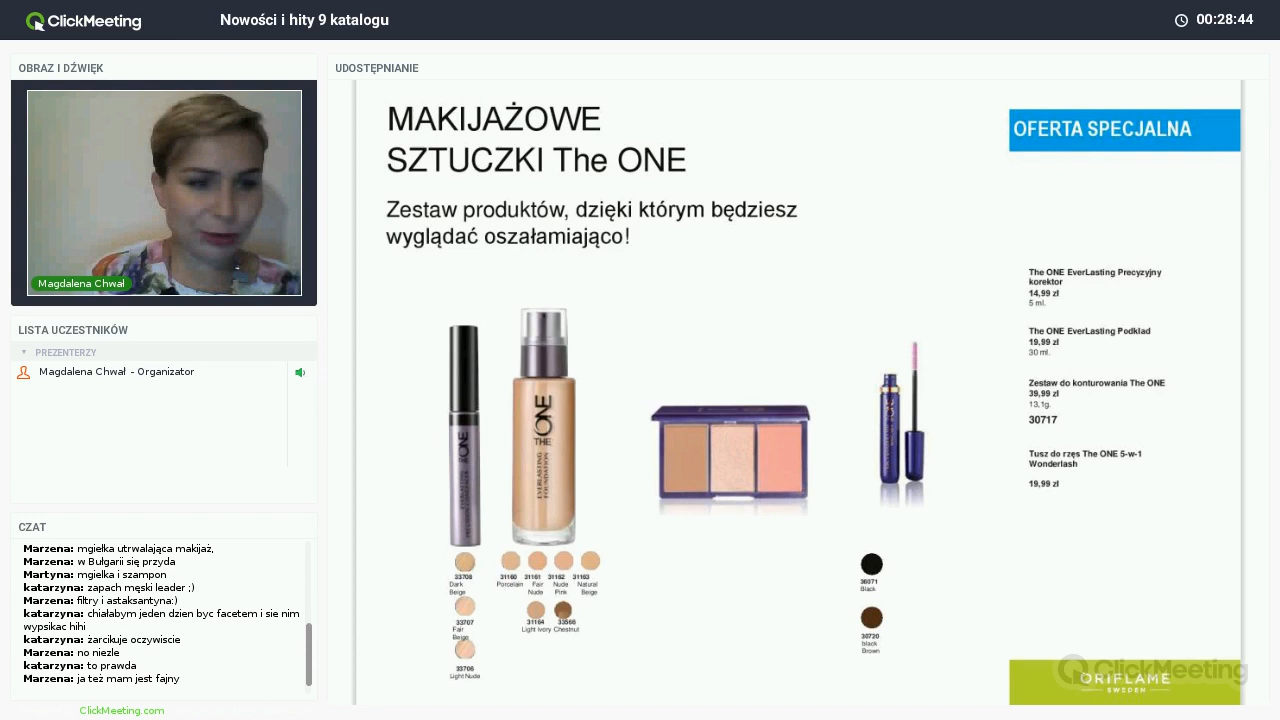 ClickMeeting
Nowości i hity 9 katalogu
00:28:44
OBRAZ I DŹWIĘK
Magdalena Chwał
LISTA UCZESTNIKÓW
PREZENTERZY
Magdalena Chwał - Organizator
CZAT
Marzena: mgiełka utrwalająca makijaż,
Marzena: w Bułgarii się przyda
Martyna: mgielka i szampon
katarzyna: zapach męski leader ;)
Marzena: filtry i astaksantyna:)
katarzyna: chiałabym jeden dzien byc facetem i sie nim
wypsikac hihi
katarzyna: żarcikuje oczywiscie
Marzena: no niezle
katarzyna: to prawda
Marzena: ja też mam jest fajny
ClickMeeting.com
UDOSTĘPNIANIE
MAKIJAŻOWE
SZTUCZKI The ONE
Zestaw produktów, dzięki którym będziesz
wyglądać oszałamiająco!
OFERTA SPECJALNA
The ONE EverLasting Precyzyjny
korektor
14,99 zł
5 ml.
The ONE EverLasting Podkład
19,99 zł
30 ml.
Zestaw do konturowania The ONE
39,99 zł
13,1g.
30717
Tusz do rzęs The ONE 5-w-1
Wonderlash
19,99 zł
THE ONE
EVERLASTING
FOUNDATION
33708
Dark
Beige
33707
Fair
Beige
33706
Light Nude
31160 31161 31162 31163
Porcelain Fair Nude Natural
Nude Pink Beige
31164 33566
Light Ivory Chestnut
36071
Black
30720
black
Brown
ORIFLAME
SWEDEN
ClickMeeting